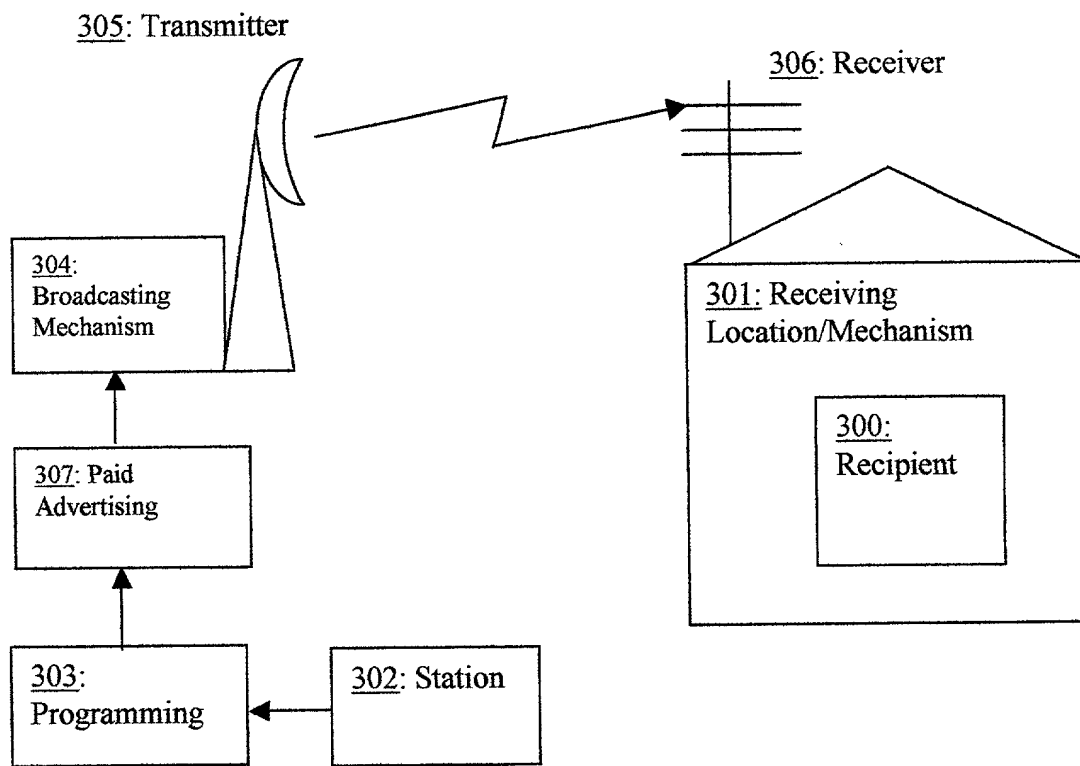 305: Transmitter
306: Receiver
304:
Broadcasting
Mechanism
301: Receiving
Location/Mechanism
300:
Recipient
307: Paid
Advertising
303:
Programming
302: Station